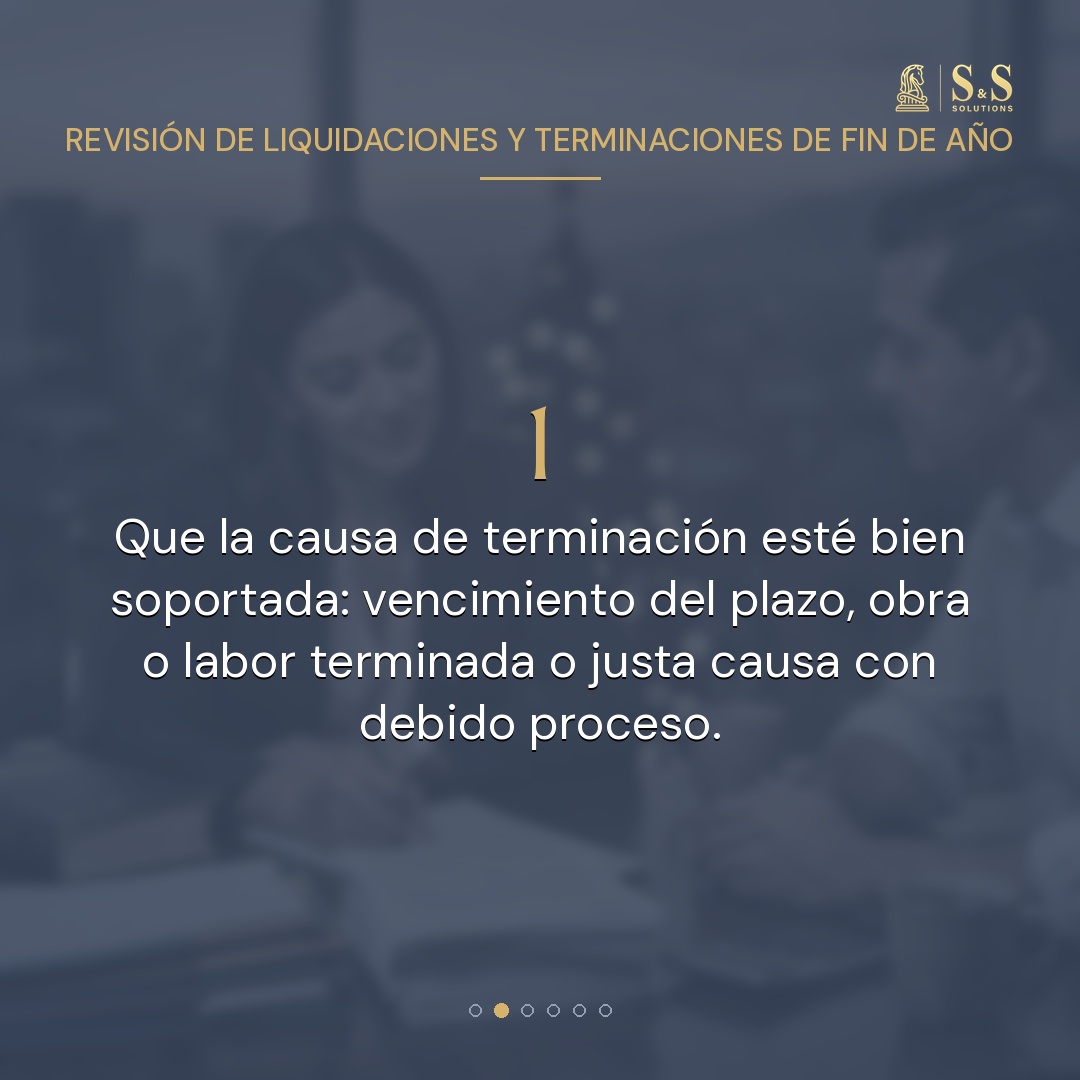 S&S
SOLUTIONS
REVISIÓN DE LIQUIDACIONES Y TERMINACIONES DE FIN DE AÑO
1
Que la causa de terminación esté bien
soportada: vencimiento del plazo, obra
o labor terminada o justa causa con
debido proceso.